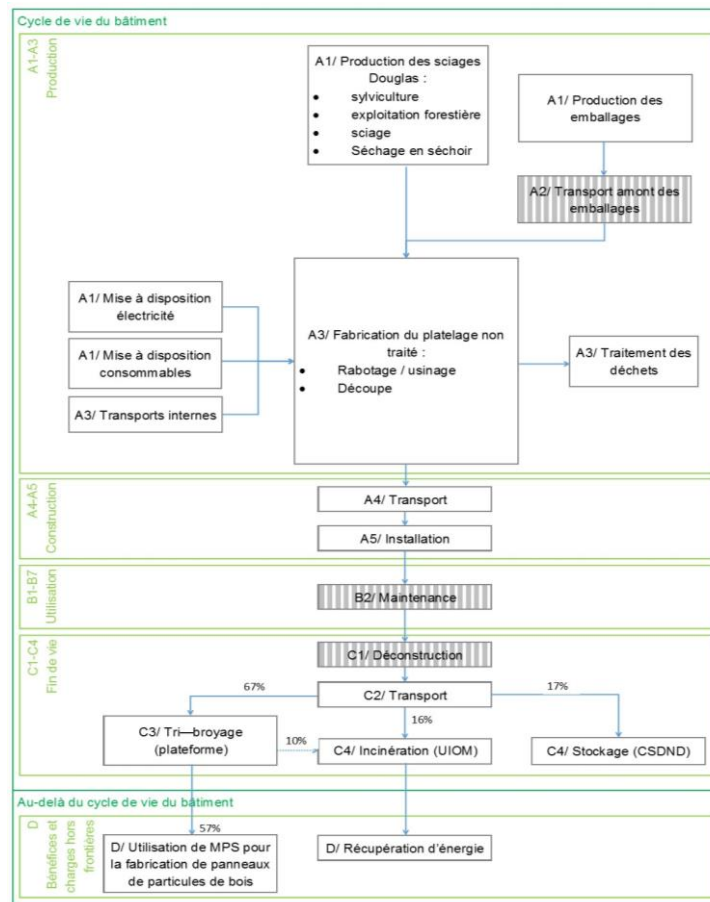 Cycle de vie du bâtiment
A1-A3
Production
A1/ Production des sciages
Douglas :
• sylviculture
• exploitation forestière
• sciage
• Séchage en séchoir
A1/ Production des
emballages
A2/ Transport amont des
emballages
A1/ Mise à disposition
électricité
A1/ Mise à disposition
consommables
A3/ Transports internes
A3/ Fabrication du platelage non
traité :
• Rabotage / usinage
• Découpe
A3/ Traitement des
déchets
A4-A5
Construction
A4/ Transport
A5/ Installation
B1-B7
Utilisation
B2/ Maintenance
C1-C4
Fin de vie
C1/ Déconstruction
C2/ Transport
67%
16%
17%
C3/ Tri—broyage
(plateforme)
10%
C4/ Incinération (UIOM)
C4/ Stockage (CSDND)
Au-delà du cycle de vie du bâtiment
D
Bénéfices et
charges hors
frontières
57%
D/ Utilisation de MPS pour
la fabrication de panneaux
de particules de bois
D/ Récupération d'énergie